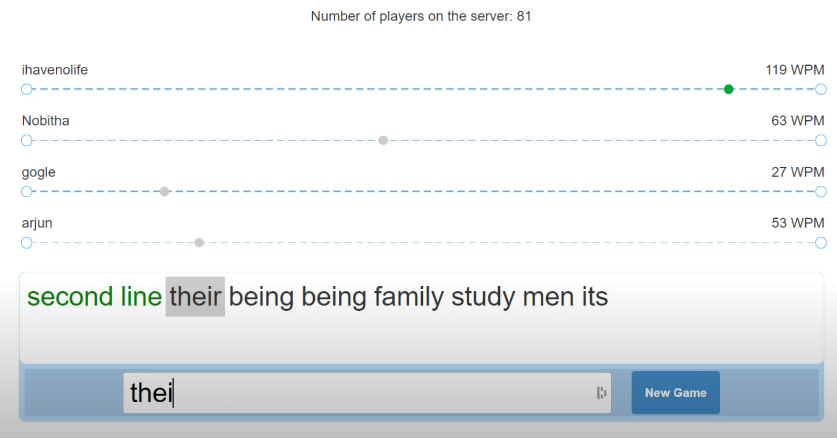 Number of players on the server: 81
ihavenolife 119 WPM
Nobitha 63 WPM
gogle 27 WPM
arjun 53 WPM
second line their being being family study men its
thei New Game